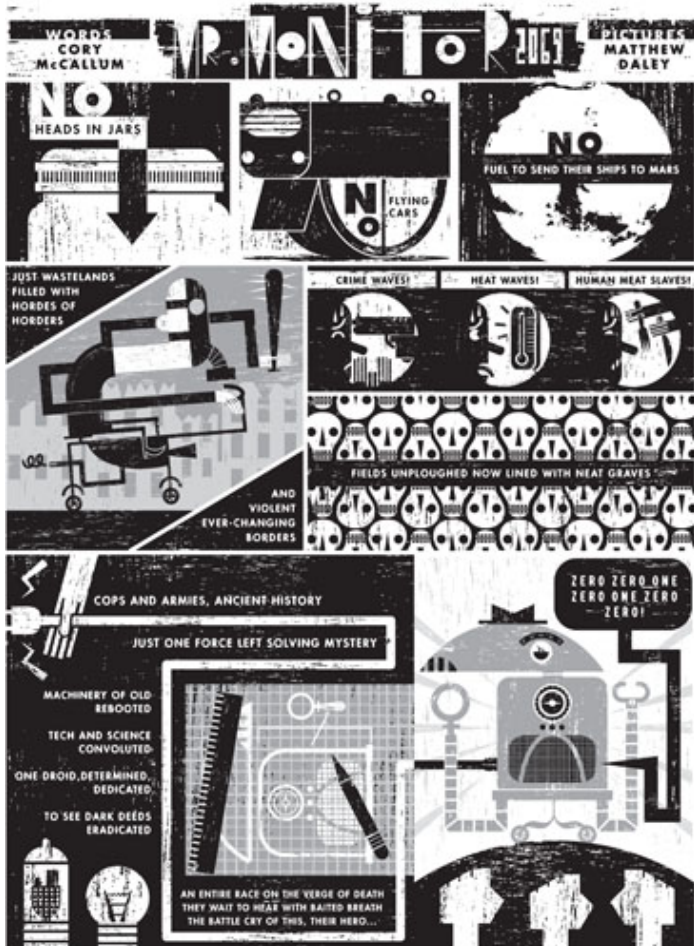 WORDS
CORY
McCALLUM
MR. MONITOR 2069
PICTURES
MATTHEW
DALEY
NO
HEADS IN JARS
NO
FLYING
CARS
NO
FUEL TO SEND THEIR SHIPS TO MARS
JUST WASTELANDS
FILLED WITH
HORDES OF
HORDERS
AND
VIOLENT
EVER-CHANGING
BORDERS
CRIME WAVES!
HEAT WAVES!
HUMAN MEAT SLAVES!
FIELDS UNPLOUGHED NOW LINED WITH NEAT GRAVES
COPS AND ARMIES, ANCIENT HISTORY
JUST ONE FORCE LEFT SOLVING MYSTERY
MACHINERY OF OLD
REBOOTED
TECH AND SCIENCE
CONVOLUTED
ONE DROID, DETERMINED,
DEDICATED
TO SEE DARK DEEDS
ERADICATED
AN ENTIRE RACE ON THE VERGE OF DEATH
THEY WAIT TO HEAR WITH BAITED BREATH
THE BATTLE CRY OF THIS, THEIR HERO...
ZERO ZERO ONE
ZERO ONE ZERO
ZERO!